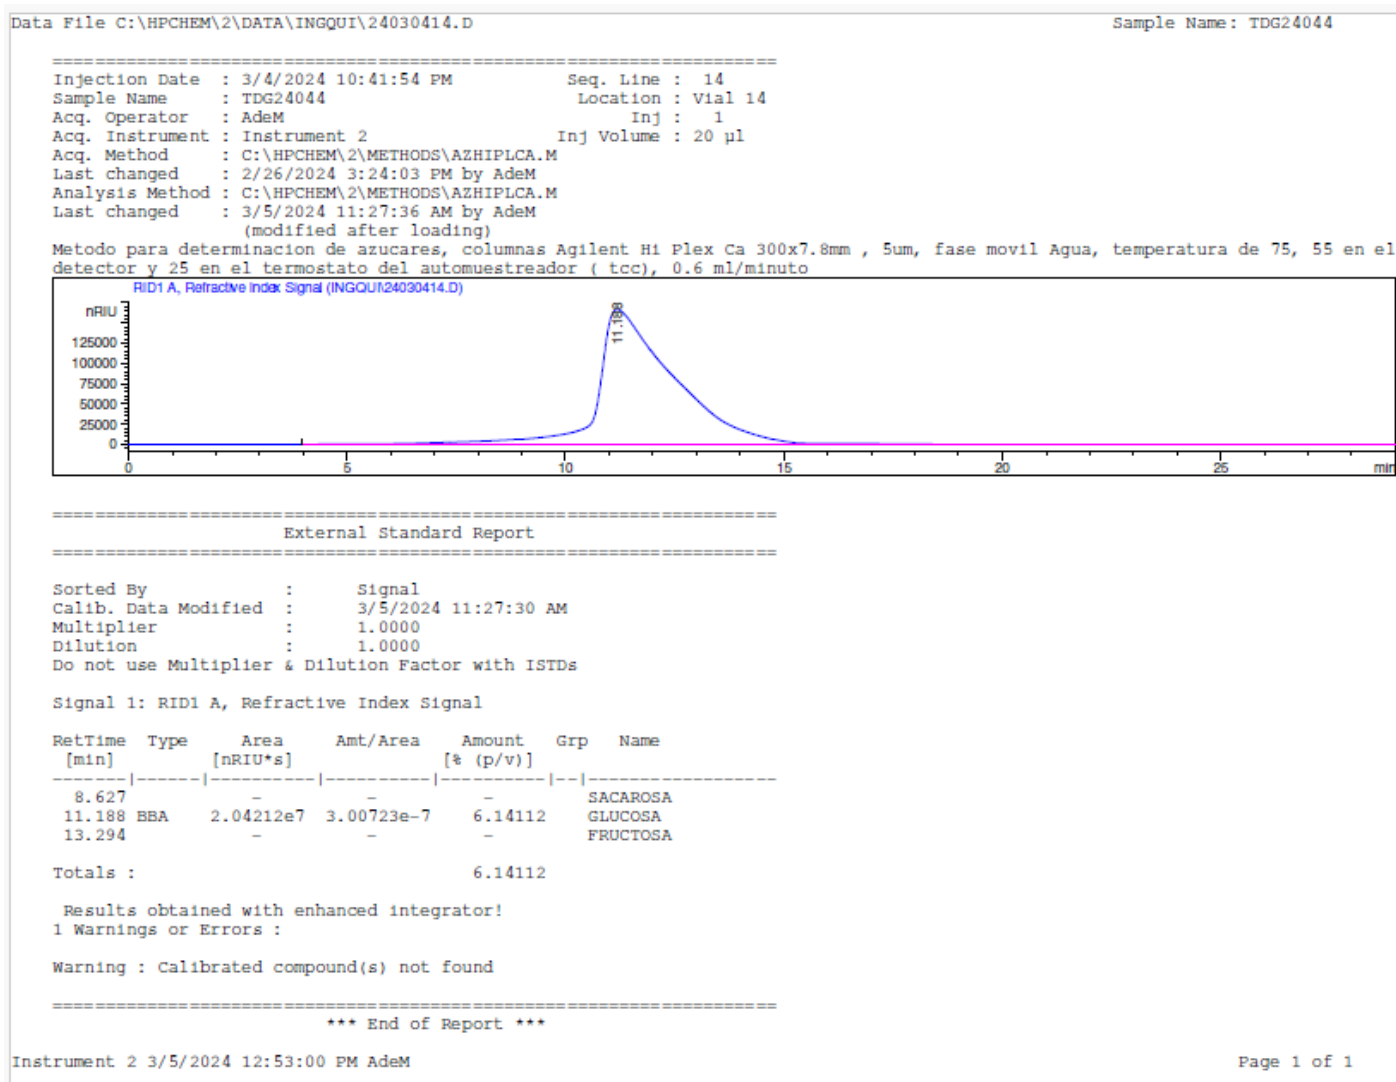 Data File C:\HPCHEM\2\DATA\INGQUI\24030414.D Sample Name: TDG24044
=====================================================================
Injection Date : 3/4/2024 10:41:54 PM Seq. Line : 14
Sample Name : TDG24044 Location : Vial 14
Acq. Operator : AdeM Inj : 1
Acq. Instrument : Instrument 2 Inj Volume : 20 µl
Acq. Method : C:\HPCHEM\2\METHODS\AZHIPLCA.M
Last changed : 2/26/2024 3:24:03 PM by AdeM
Analysis Method : C:\HPCHEM\2\METHODS\AZHIPLCA.M
Last changed : 3/5/2024 11:27:36 AM by AdeM
(modified after loading)
Metodo para determinacion de azucares, columnas Agilent Hi Plex Ca 300x7.8mm , 5um, fase movil Agua, temperatura de 75, 55 en el
detector y 25 en el termostato del automuestreador ( tcc), 0.6 ml/minuto
RID1 A, Refractive Index Signal (INGQUI\24030414.D)
nRIU
11.188
125000
100000
75000
50000
25000
0
0 5 10 15 20 25 min
=====================================================================
External Standard Report
=====================================================================
Sorted By : Signal
Calib. Data Modified : 3/5/2024 11:27:30 AM
Multiplier : 1.0000
Dilution : 1.0000
Do not use Multiplier & Dilution Factor with ISTDs
Signal 1: RID1 A, Refractive Index Signal
RetTime Type Area Amt/Area Amount Grp Name
[min] [nRIU*s] [% (p/v)]
-------|------|----------|----------|----------|--|------------------
8.627 - - - SACAROSA
11.188 BBA 2.04212e7 3.00723e-7 6.14112 GLUCOSA
13.294 - - - FRUCTOSA
Totals : 6.14112
Results obtained with enhanced integrator!
1 Warnings or Errors :
Warning : Calibrated compound(s) not found
=====================================================================
*** End of Report ***
Instrument 2 3/5/2024 12:53:00 PM AdeM Page 1 of 1